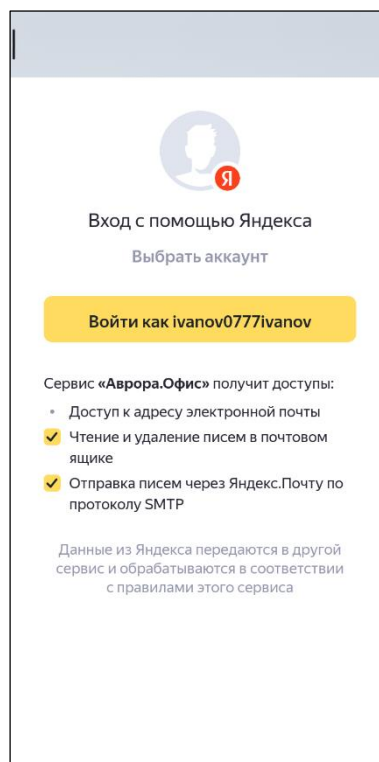 Я
Вход с помощью Яндекса
Выбрать аккаунт
Войти как ivanov0777ivanov
Сервис «Аврора.Офис» получит доступы:
• Доступ к адресу электронной почты
Чтение и удаление писем в почтовом
ящике
Отправка писем через Яндекс.Почту по
протоколу SMTP
Данные из Яндекса передаются в другой
сервис и обрабатываются в соответствии
с правилами этого сервиса